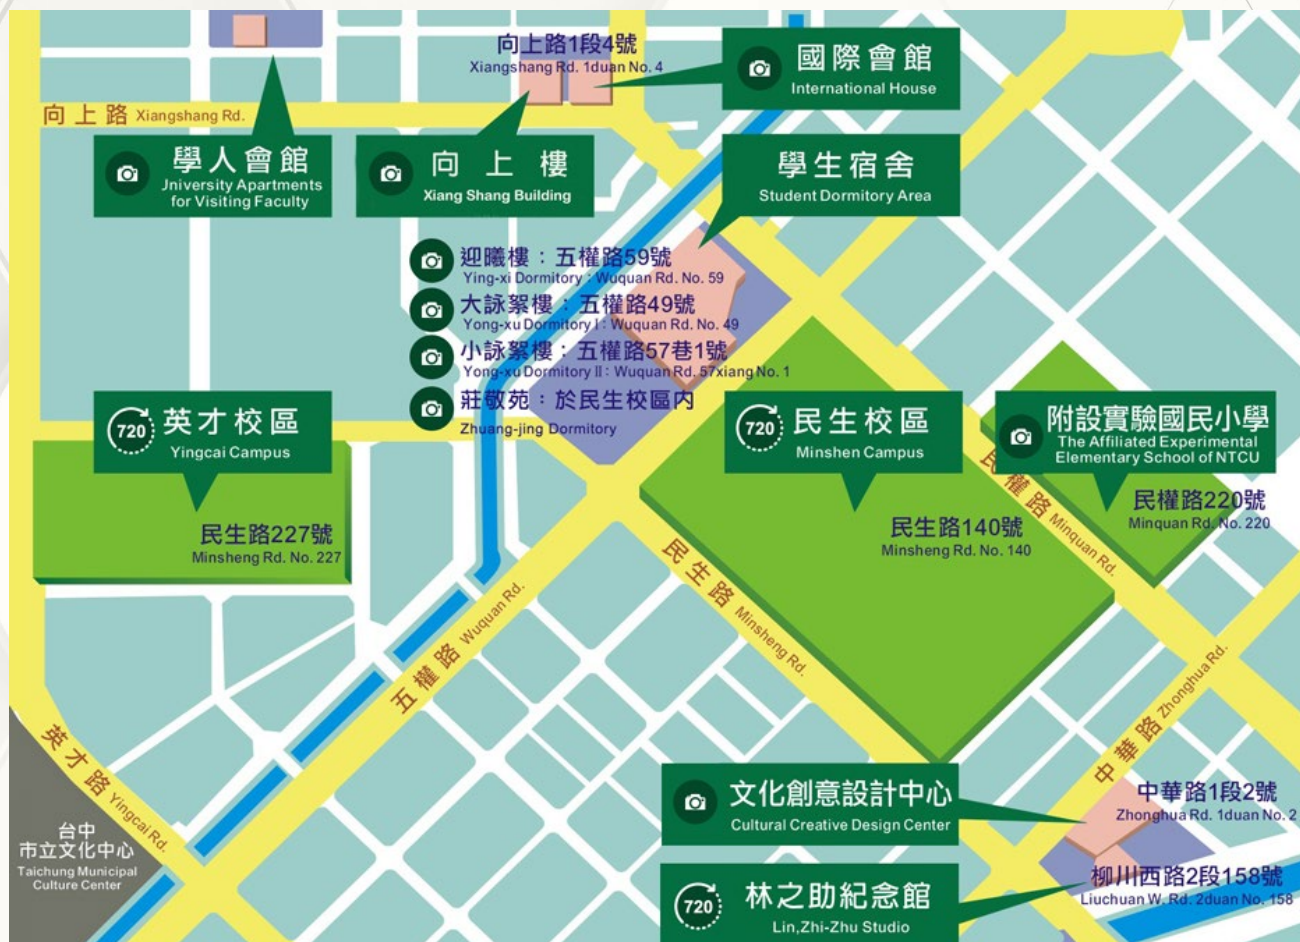 向上路1段4號
Xiangshang Rd. 1duan No. 4
國際會館
International House
向上路 Xiangshang Rd.
學人會館
Jniversity Apartments
for Visiting Faculty
向上樓
Xiang Shang Building
學生宿舍
Student Dormitory Area
迎曦樓：五權路59號
Ying-xi Dormitory：Wuquan Rd. No. 59
大詠絮樓：五權路49號
Yong-xu Dormitory I：Wuquan Rd. No. 49
小詠絮樓：五權路57巷1號
Yong-xu Dormitory II：Wuquan Rd. 57xiang No. 1
莊敬苑：於民生校區內
Zhuang-jing Dormitory
720
英才校區
Yingcai Campus
720
民生校區
Minshen Campus
附設實驗國民小學
The Affiliated Experimental
Elementary School of NTCU
民生路227號
Minsheng Rd. No. 227
民生路140號
Minsheng Rd. No. 140
民權路 Minquan Rd.
民權路220號
Minquan Rd. No. 220
五權路 Wuquan Rd.
民生路 Minsheng Rd.
中華路 Zhonghua Rd.
英才路 Yingcai Rd.
台中
市立文化中心
Taichung Municipal
Culture Center
文化創意設計中心
Cultural Creative Design Center
中華路1段2號
Zhonghua Rd. 1duan No. 2
720
林之助紀念館
Lin,Zhi-Zhu Studio
柳川西路2段158號
Liuchuan W. Rd. 2duan No. 158